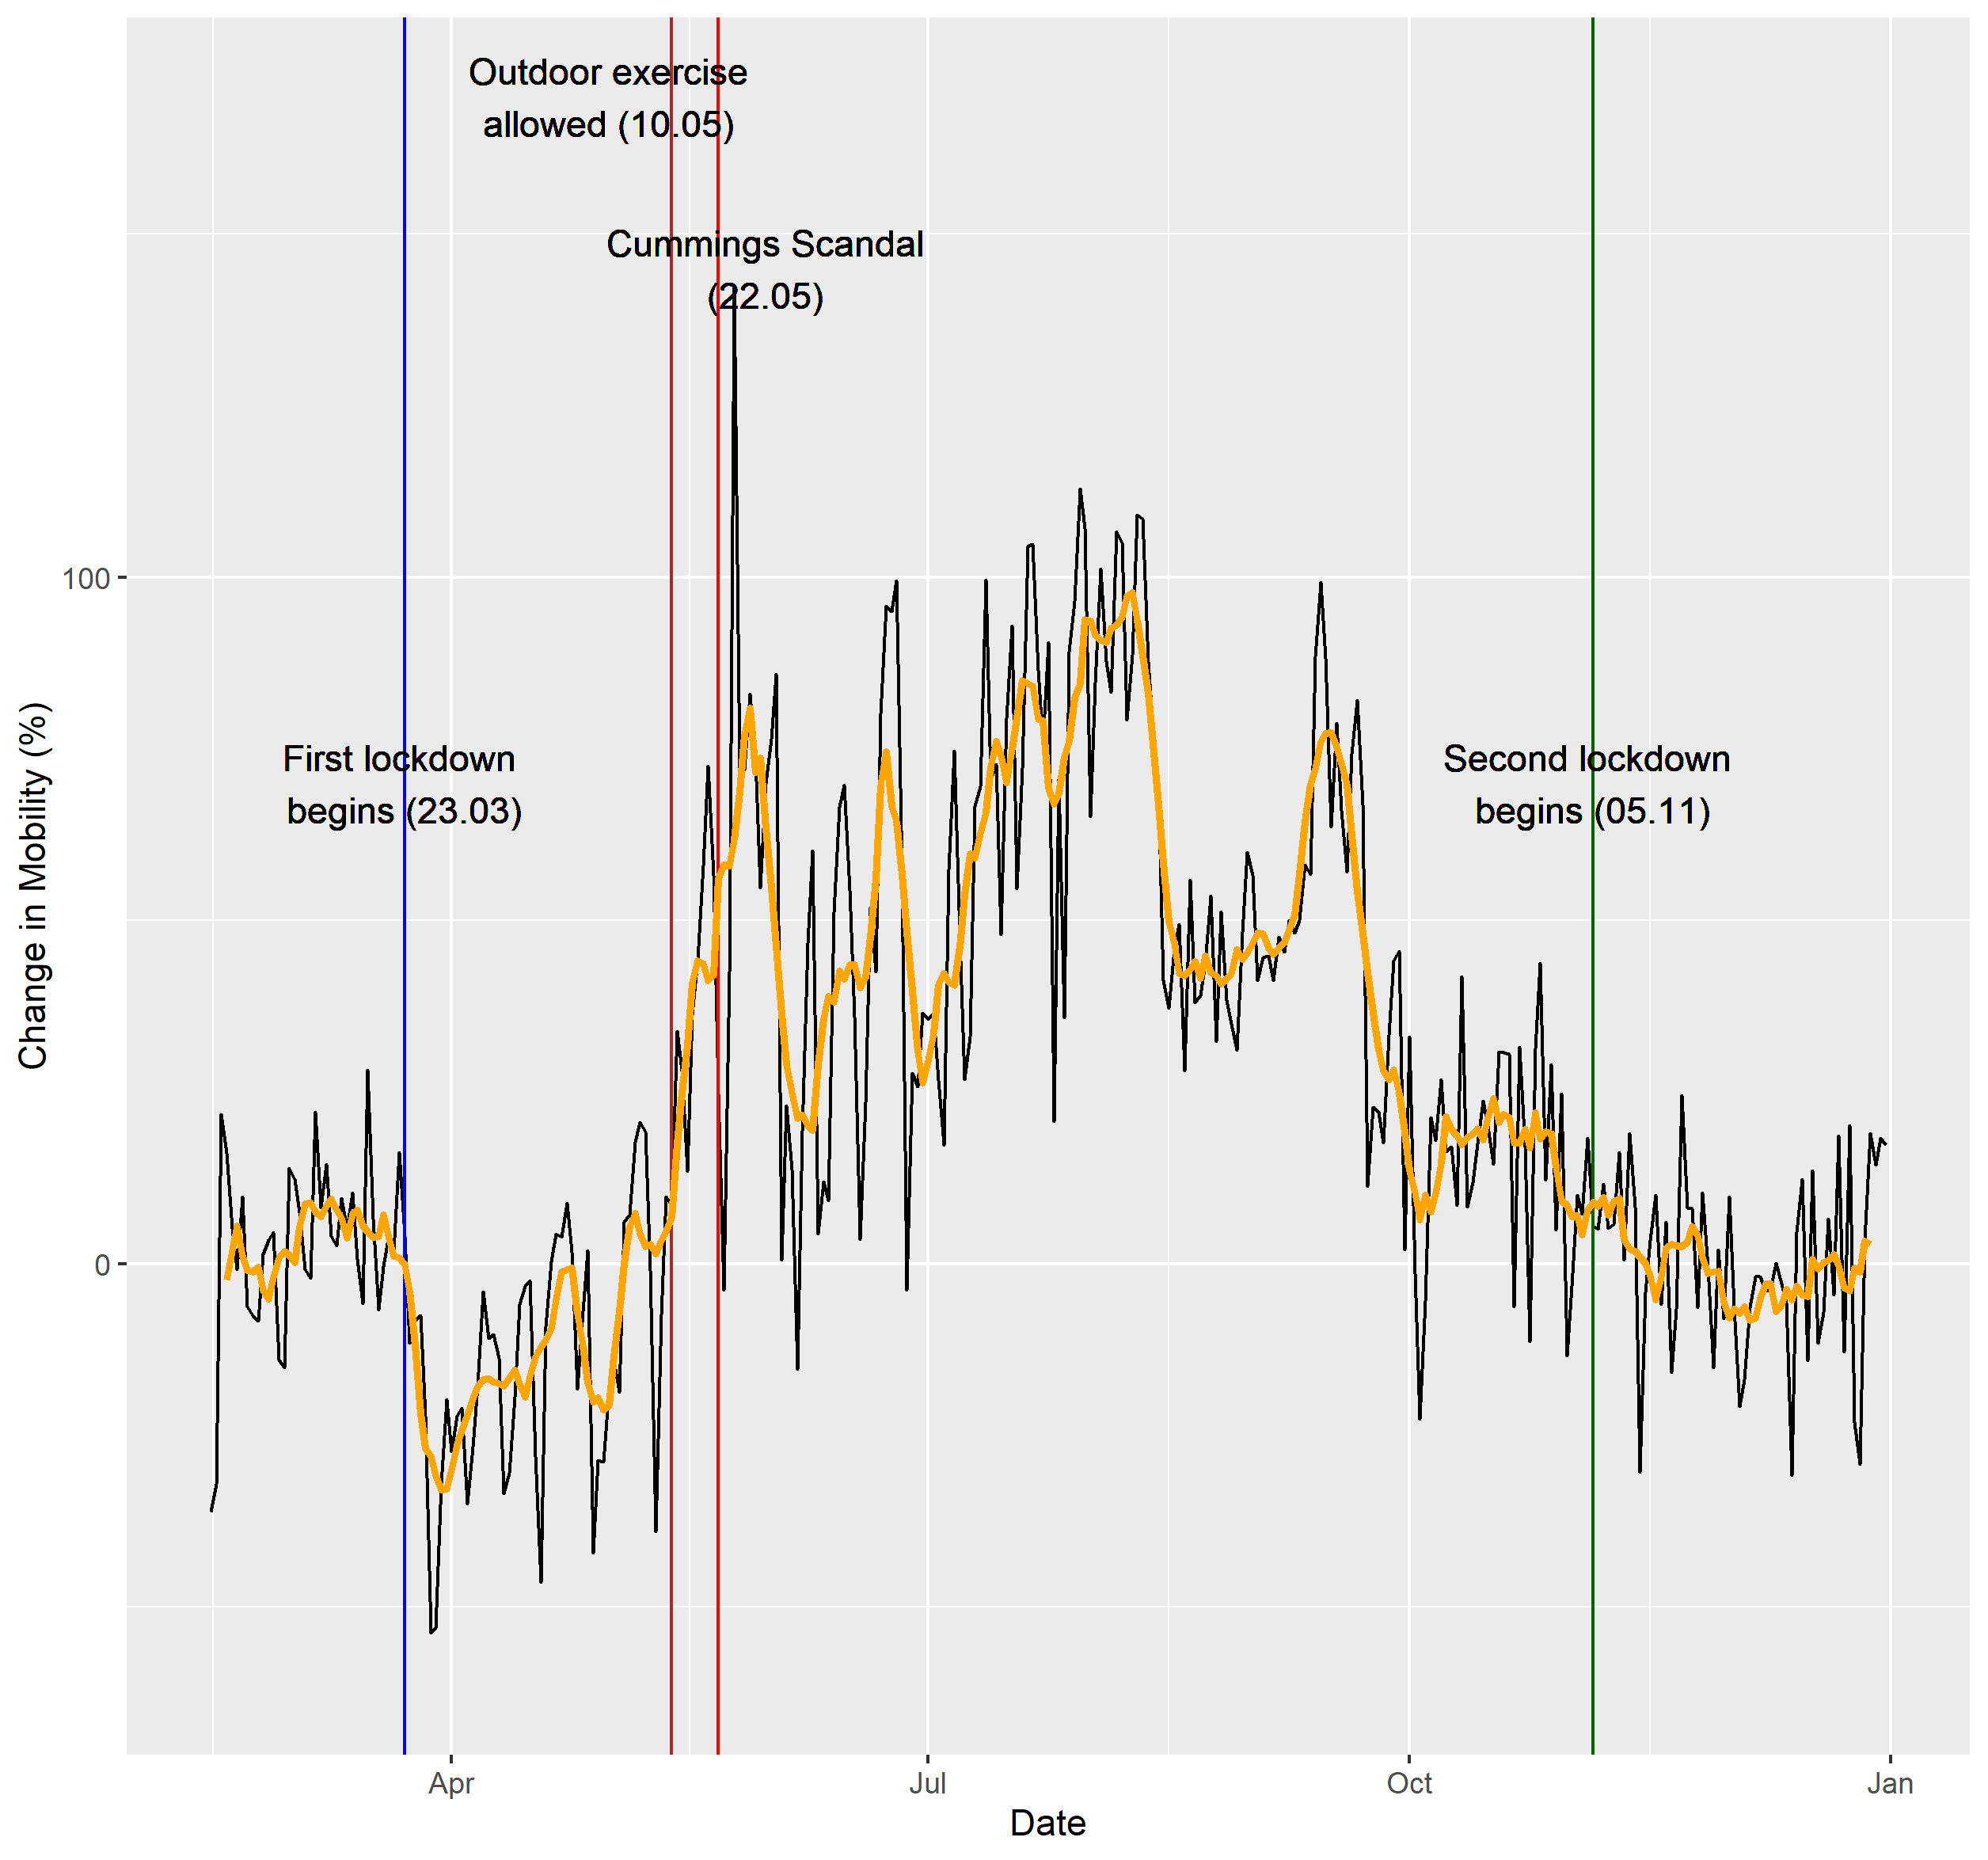 Outdoor exercise
allowed (10.05)
Cummings Scandal
(22.05)
100
First lockdown
begins (23.03)
Second lockdown
begins (05.11)
Change in Mobility (%)
0
Apr
Jul
Oct
Jan
Date